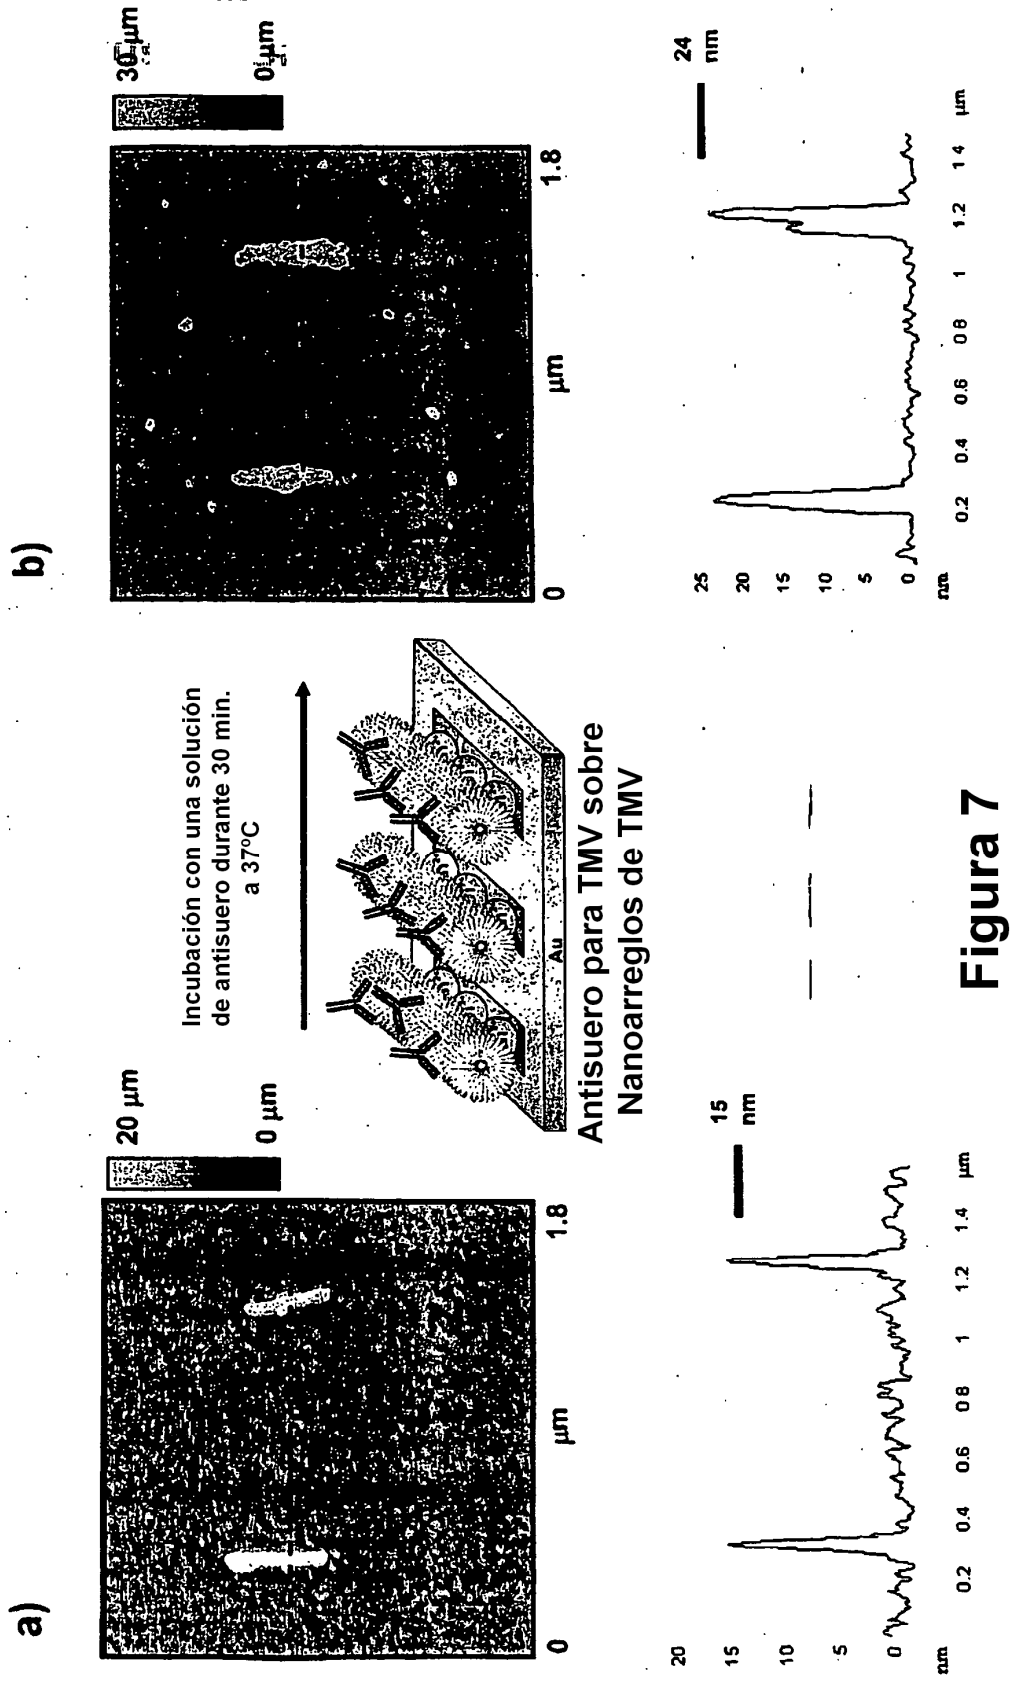 a)
20 µm
0 µm
0
µm
1.8
Incubación con una solución
de antisuero durante 30 min.
a 37°C
Au
Antisuero para TMV sobre
Nanoarreglos de TMV
b)
30 µm
0 µm
0
µm
1.8
20
15
10
5
0
nm
0.2
0.4
0.6
0.8
1
1.2
1.4
µm
15
nm
25
20
15
10
5
0
nm
0.2
0.4
0.6
0.8
1
1.2
1 4
µm
24
nm
Figura 7